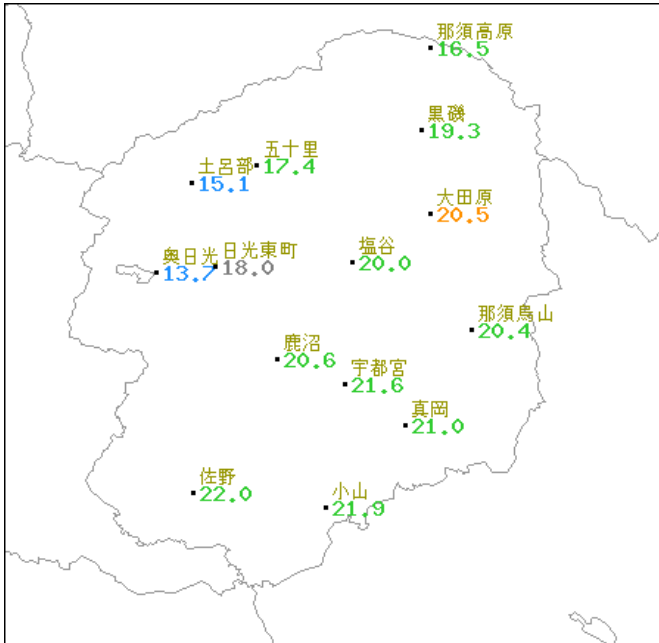 那須高原
16.5
黒磯
19.3
五十里
17.4
土呂部
15.1
大田原
20.5
塩谷
20.0
日光東町
18.0
奥日光
13.7
那須烏山
20.4
鹿沼
20.6
宇都宮
21.6
真岡
21.0
佐野
22.0
小山
21.9